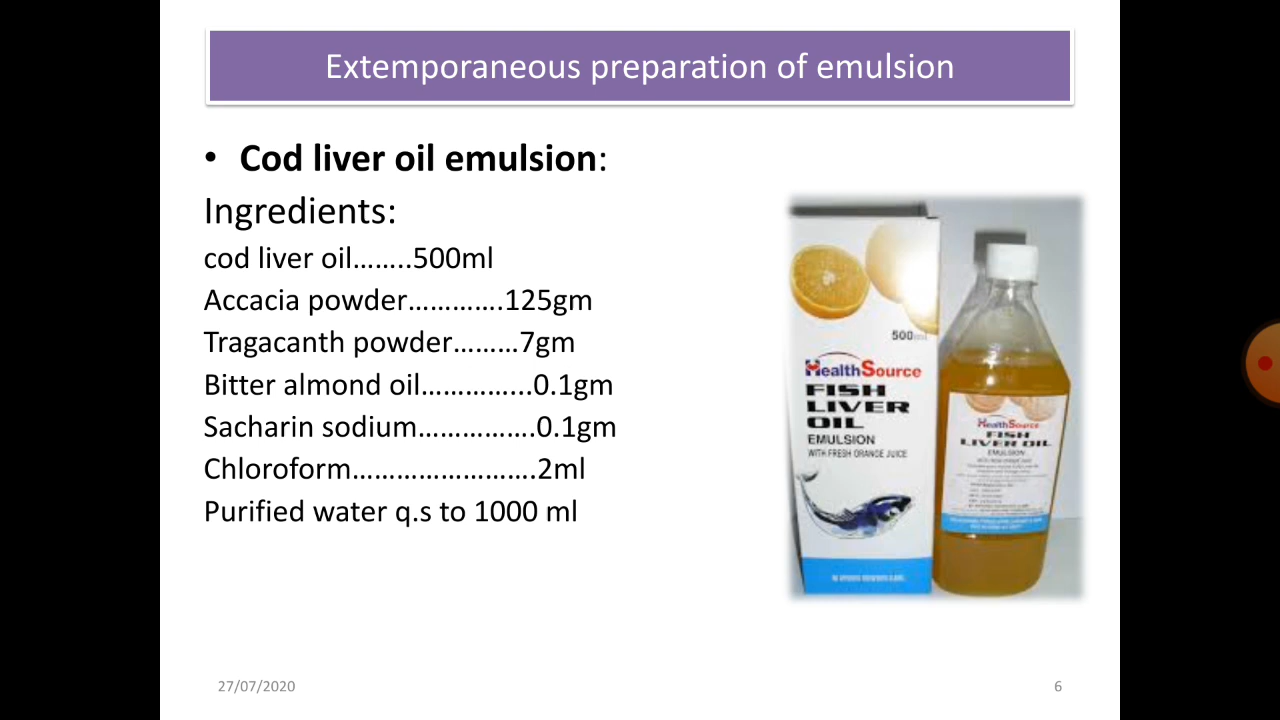 Extemporaneous preparation of emulsion
• Cod liver oil emulsion:
Ingredients:
cod liver oil……..500ml
Accacia powder………….125gm
Tragacanth powder………7gm
Bitter almond oil…………...0.1gm
Sacharin sodium…………….0.1gm
Chloroform……………………..2ml
Purified water q.s to 1000 ml
500ml
HealthSource
FISH
LIVER
OIL
EMULSION
WITH FRESH ORANGE JUICE
HealthSource
FISH
LIVER OIL
EMULSION
27/07/2020
6